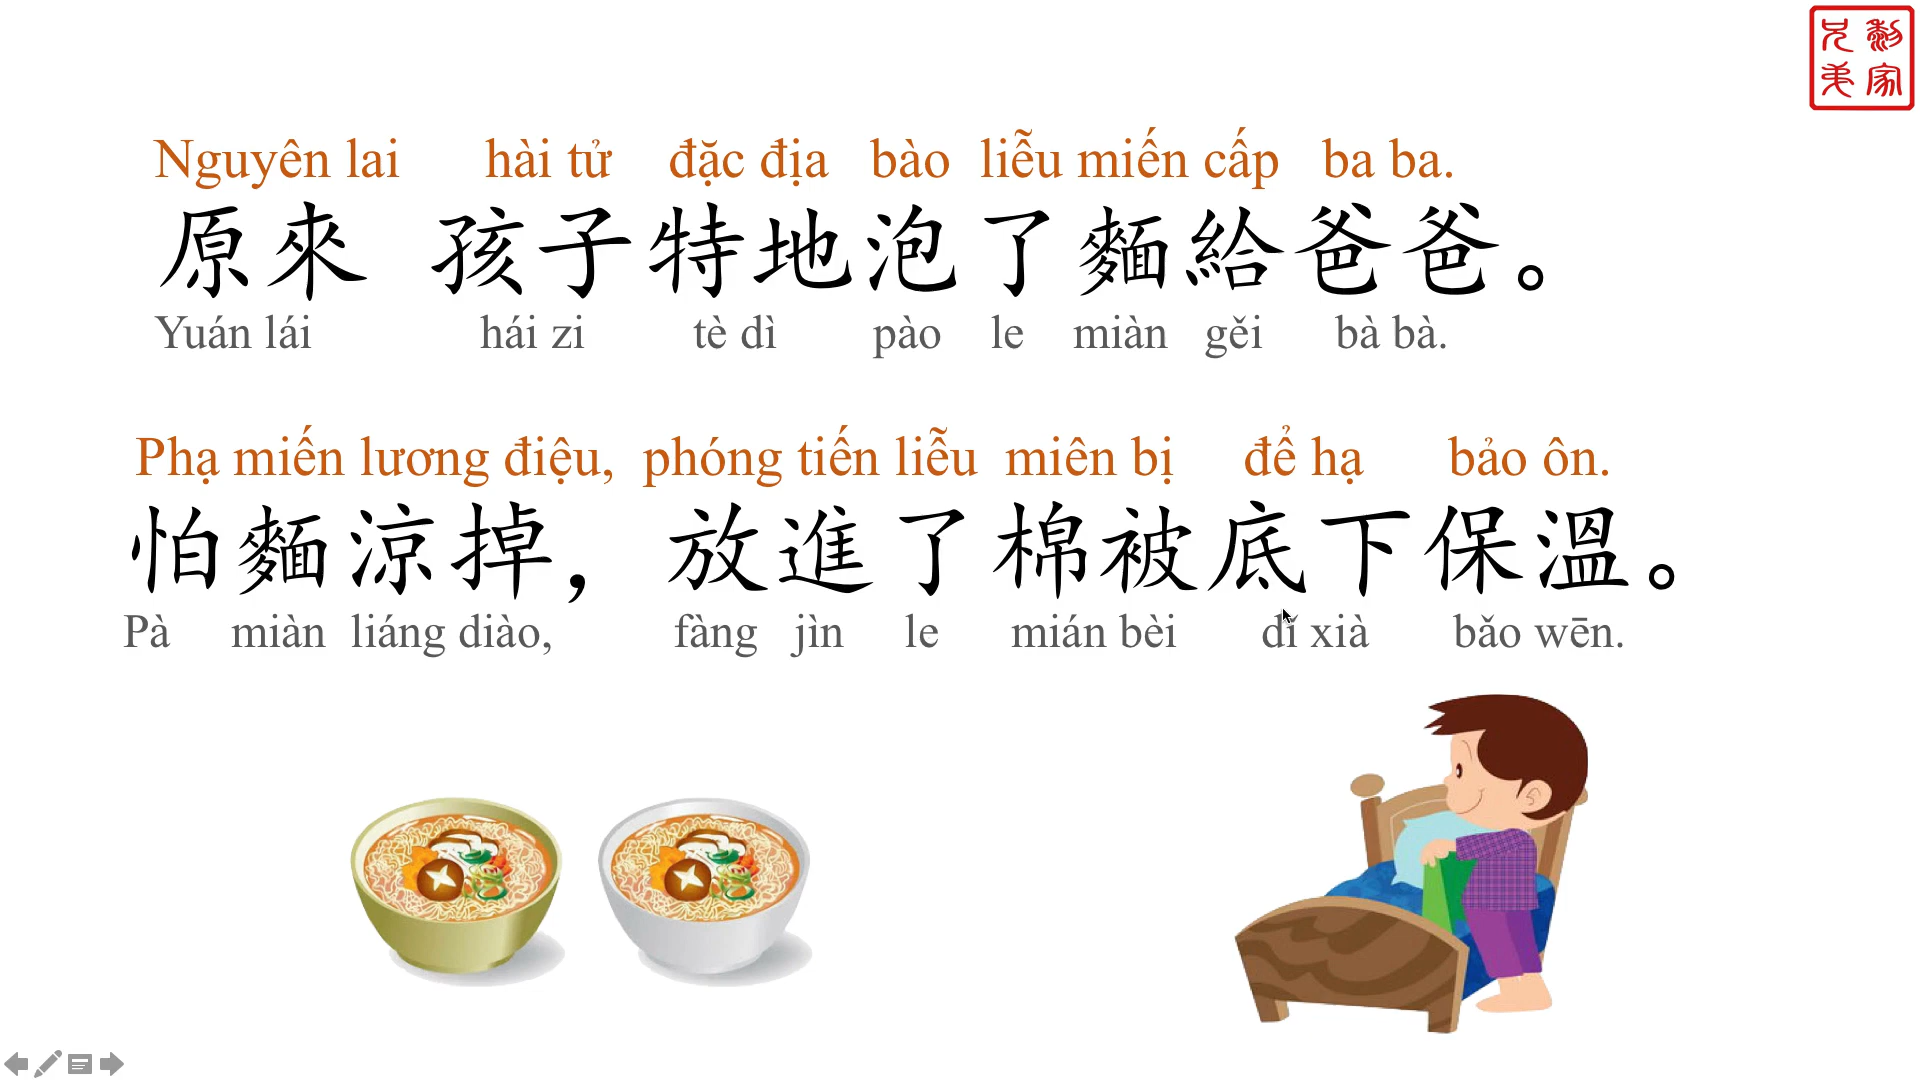 Nguyên lai hài tử đặc địa bào liễu miến cấp ba ba.
原來 孩子特地泡了麵給爸爸。
Yuán lái hái zi tè dì pào le miàn gěi bà bà.
Phạ miến lương điệu, phóng tiến liễu miên bị để hạ bảo ôn.
怕麵涼掉，放進了棉被底下保溫。
Pà miàn liáng diào, fàng jìn le mián bèi dǐ xià bǎo wēn.